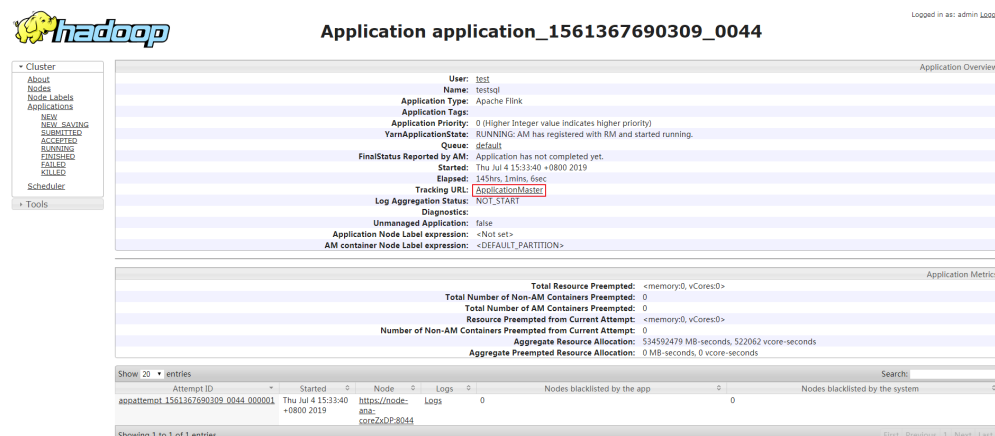 hadoop
Application application_1561367690309_0044
Logged in as: admin
Cluster
About
Nodes
Node Labels
Applications
NEW
NEW_SAVING
SUBMITTED
ACCEPTED
RUNNING
FINISHED
FAILED
KILLED
Scheduler
Tools
Application Overview
User: test
Name: testsql
Application Type: Apache Flink
Application Tags:
Application Priority: 0 (Higher Integer value indicates higher priority)
YarnApplicationState: RUNNING: AM has registered with RM and started running.
Queue: default
FinalStatus Reported by AM: Application has not completed yet.
Started: Thu Jul 4 15:33:40 +0800 2019
Elapsed: 145hrs, 1mins, 6sec
Tracking URL: ApplicationMaster
Log Aggregation Status: NOT_START
Diagnostics:
Unmanaged Application: false
Application Node Label expression: <Not set>
AM container Node Label expression: <DEFAULT_PARTITION>
Application Metrics
Total Resource Preempted: <memory:0, vCores:0>
Total Number of Non-AM Containers Preempted: 0
Total Number of AM Containers Preempted: 0
Resource Preempted from Current Attempt: <memory:0, vCores:0>
Number of Non-AM Containers Preempted from Current Attempt: 0
Aggregate Resource Allocation: 534592479 MB-seconds, 522062 vcore-seconds
Aggregate Preempted Resource Allocation: 0 MB-seconds, 0 vcore-seconds
Show 20 entries
Search:
Attempt ID Started Node Logs Nodes blacklisted by the app Nodes blacklisted by the system
appattempt_1561367690309_0044_000001 Thu Jul 4 15:33:40 https://node- Logs 0 0
+0800 2019 ana-
coreZxDP:8044
Showing 1 to 1 of 1 entries
First Previous 1 Next Last